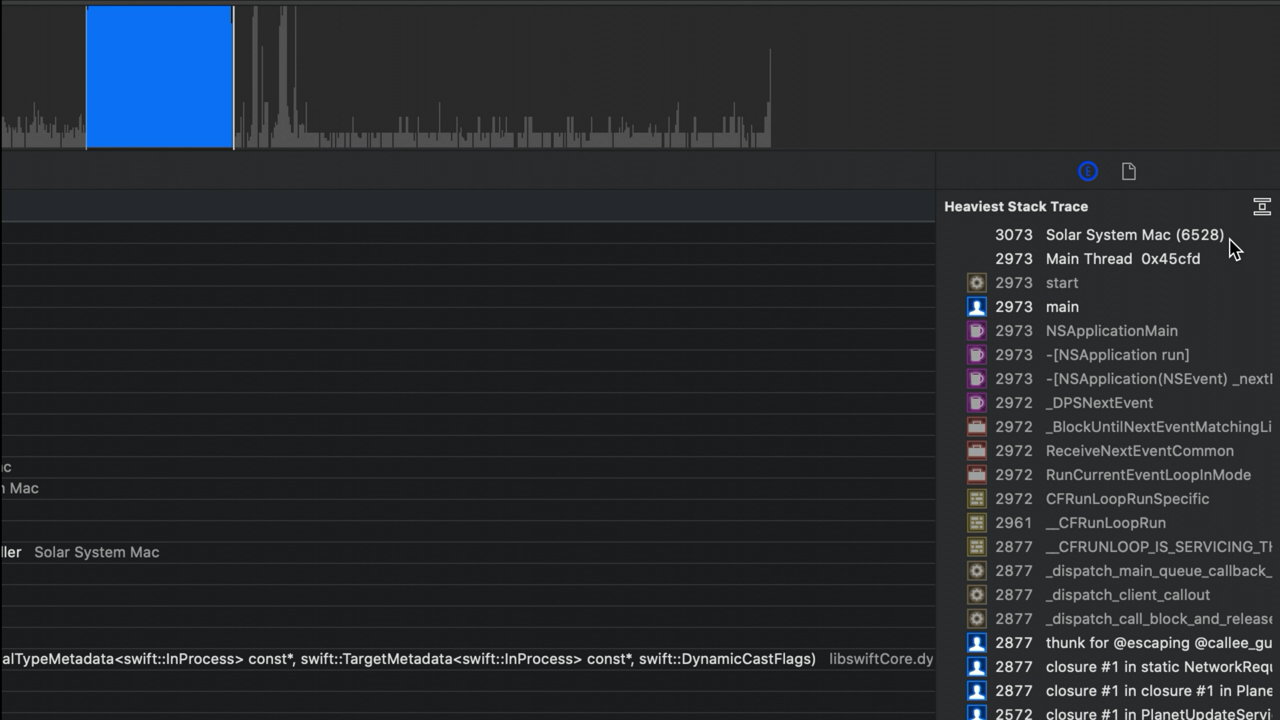 Heaviest Stack Trace
3073 Solar System Mac (6528)
2973 Main Thread 0x45cfd
2973 start
2973 main
2973 NSApplicationMain
2973 -[NSApplication run]
2973 -[NSApplication(NSEvent) _nextI
2972 _DPSNextEvent
2972 _BlockUntilNextEventMatchingLi
2972 ReceiveNextEventCommon
2972 RunCurrentEventLoopInMode
2972 CFRunLoopRunSpecific
2961 __CFRunLoopRun
2877 __CFRUNLOOP_IS_SERVICING_TH
2877 _dispatch_main_queue_callback_
2877 _dispatch_client_callout
2877 _dispatch_call_block_and_release
2877 thunk for @escaping @callee_gu
2877 closure #1 in static NetworkRequ
2877 closure #1 in closure #1 in Plane
2572 closure #1 in PlanetUpdateServi
ac
n Mac
ller Solar System Mac
alTypeMetadata<swift::InProcess> const*, swift::TargetMetadata<swift::InProcess> const*, swift::DynamicCastFlags) libswiftCore.dy